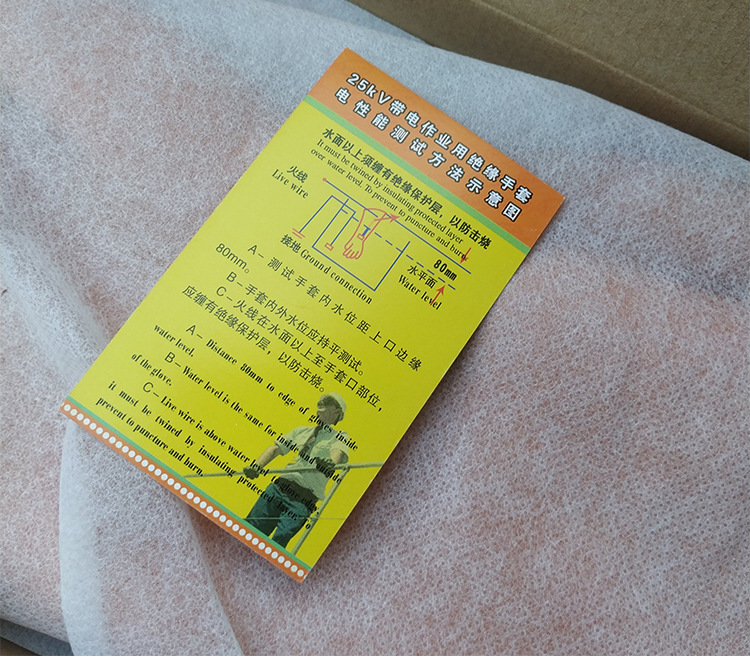 25kV带电作业用绝缘手套
电性能测试方法示意图
水面以上须缠有绝缘保护层，以防击烧
It must be twined by insulating protected layer
over water level. To prevent to puncture and burn
火线
Live wire
80mm
水平面
Water level
接地 Ground connection
A－测试手套内水位距上口边缘
80mm。
B－手套内外水位应持平测试。
C－火线在水面以上至手套口部位，
应缠有绝缘保护层，以防击烧。
A－ Distance 80mm to edge of gloves inside
water level.
B－Water level is the same for inside and outside
of the glove.
C－Live wire is above water level to glove edge,
it must be twined by insulating protected layer, To
prevent to puncture and burn.